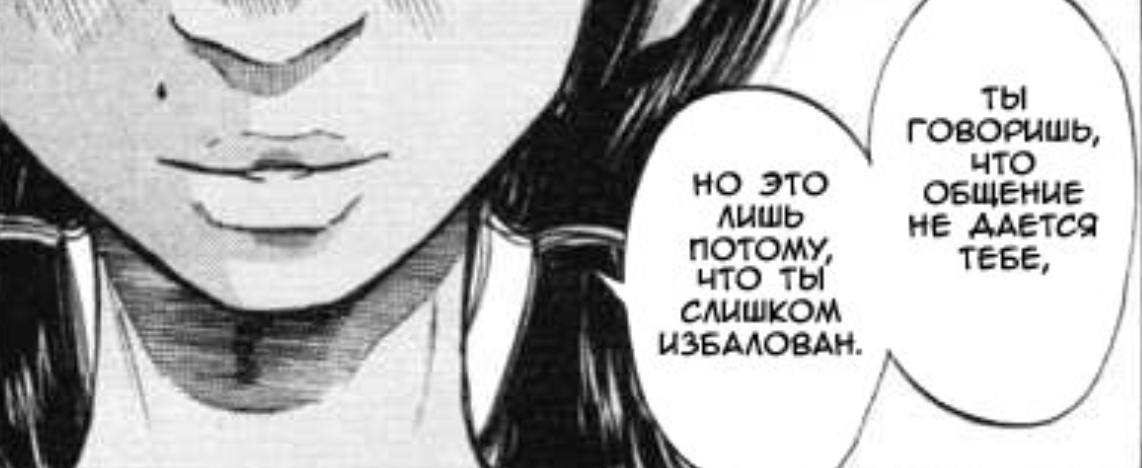 ТЫ
ГОВОРИШЬ,
ЧТО
ОБЩЕНИЕ
НЕ ДАЕТСЯ
ТЕБЕ,
НО ЭТО
ЛИШЬ
ПОТОМУ,
ЧТО ТЫ
СЛИШКОМ
ИЗБАЛОВАН.